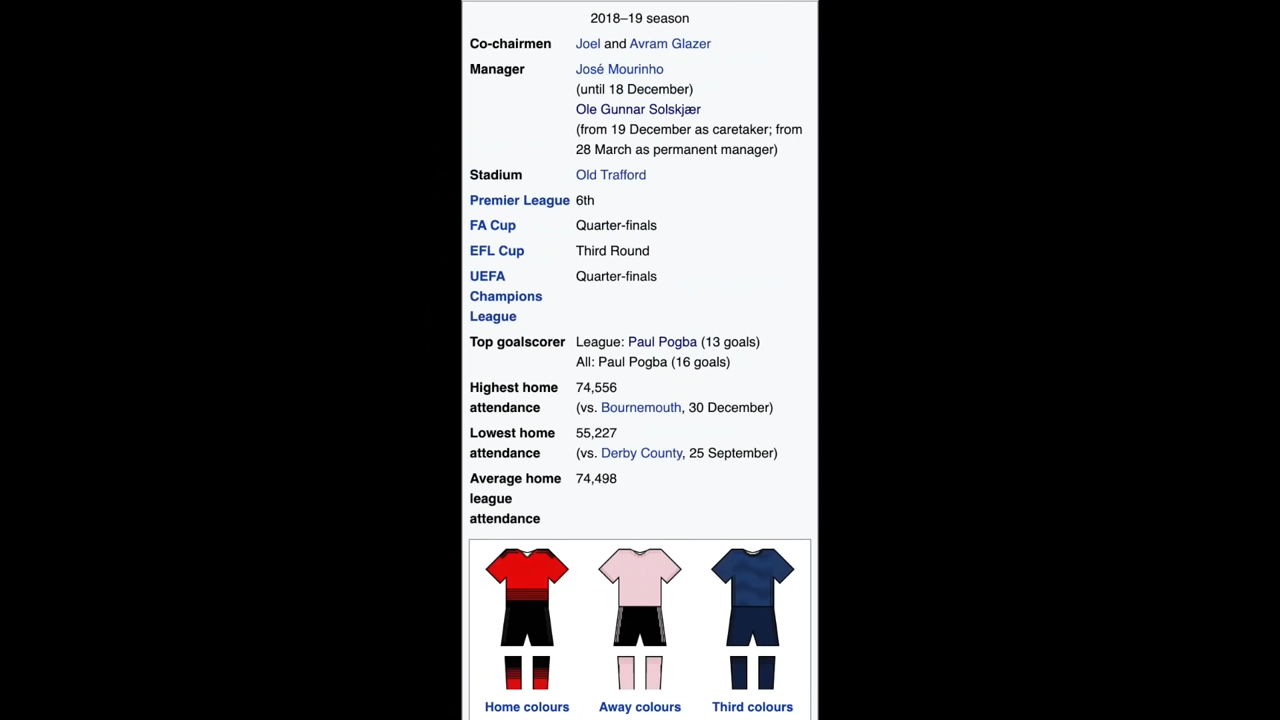 2018–19 season
Co-chairmen Joel and Avram Glazer
Manager José Mourinho
(until 18 December)
Ole Gunnar Solskjær
(from 19 December as caretaker; from
28 March as permanent manager)
Stadium Old Trafford
Premier League 6th
FA Cup Quarter-finals
EFL Cup Third Round
UEFA Quarter-finals
Champions
League
Top goalscorer League: Paul Pogba (13 goals)
All: Paul Pogba (16 goals)
Highest home 74,556
attendance (vs. Bournemouth, 30 December)
Lowest home 55,227
attendance (vs. Derby County, 25 September)
Average home 74,498
league
attendance
Home colours Away colours Third colours